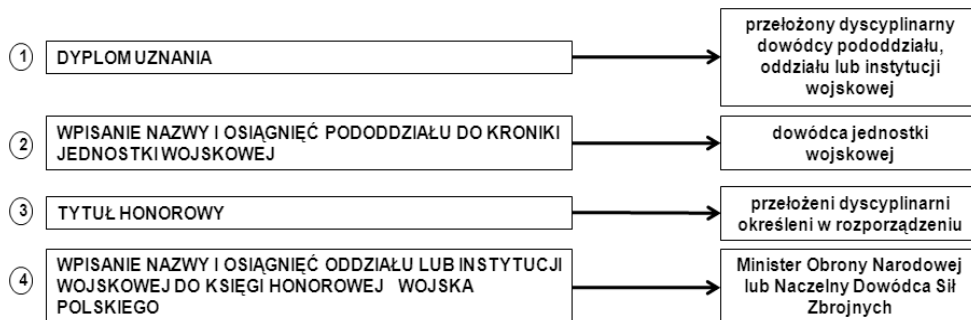 1
DYPLOM UZNANIA
przełożony dyscyplinarny
dowódcy pododdziału,
oddziału lub instytucji
wojskowej
2
WPISANIE NAZWY I OSIĄGNIĘĆ PODODDZIAŁU DO KRONIKI
JEDNOSTKI WOJSKOWEJ
dowódca jednostki
wojskowej
3
TYTUŁ HONOROWY
przełożeni dyscyplinarni
określeni w rozporządzeniu
4
WPISANIE NAZWY I OSIĄGNIĘĆ ODDZIAŁU LUB INSTYTUCJI
WOJSKOWEJ DO KSIĘGI HONOROWEJ WOJSKA
POLSKIEGO
Minister Obrony Narodowej
lub Naczelny Dowódca Sił
Zbrojnych